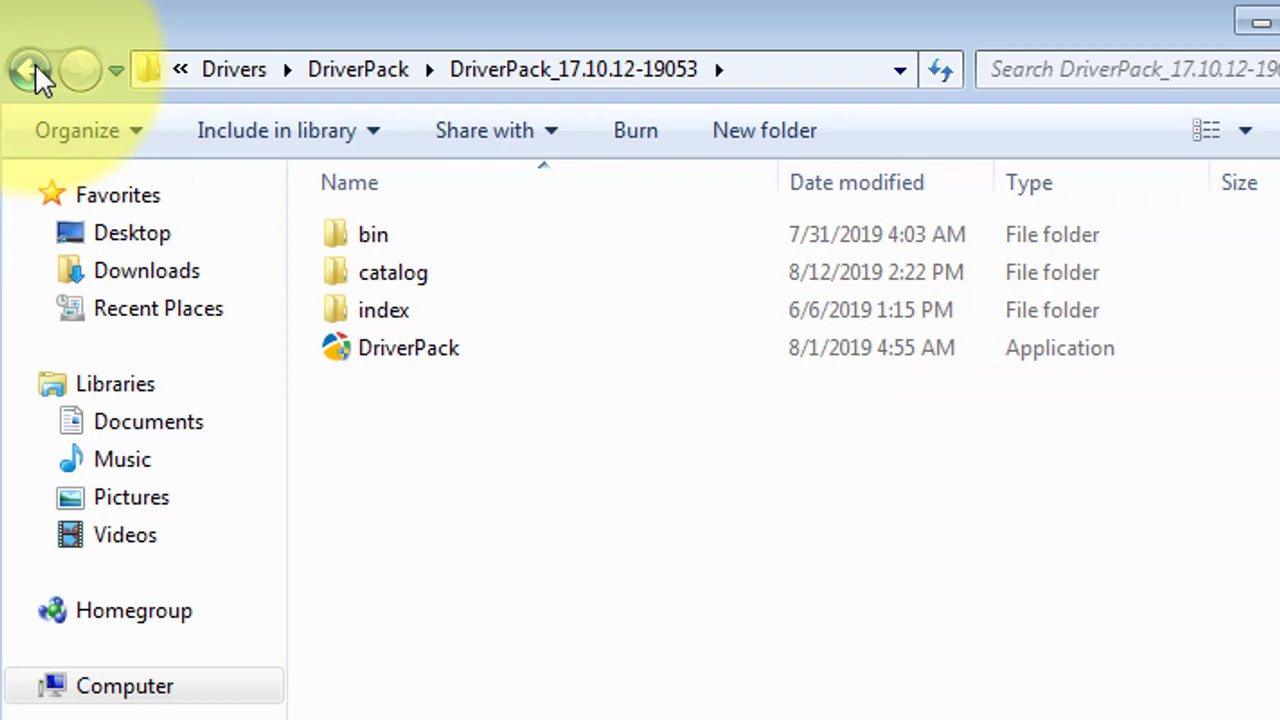 « Drivers DriverPack DriverPack_17.10.12-19053 Search DriverPack_17.10.12-190
Organize Include in library Share with Burn New folder
Name Date modified Type Size
Favorites
Desktop
Downloads
Recent Places
Libraries
Documents
Music
Pictures
Videos
Homegroup
Computer
bin 7/31/2019 4:03 AM File folder
catalog 8/12/2019 2:22 PM File folder
index 6/6/2019 1:15 PM File folder
DriverPack 8/1/2019 4:55 AM Application